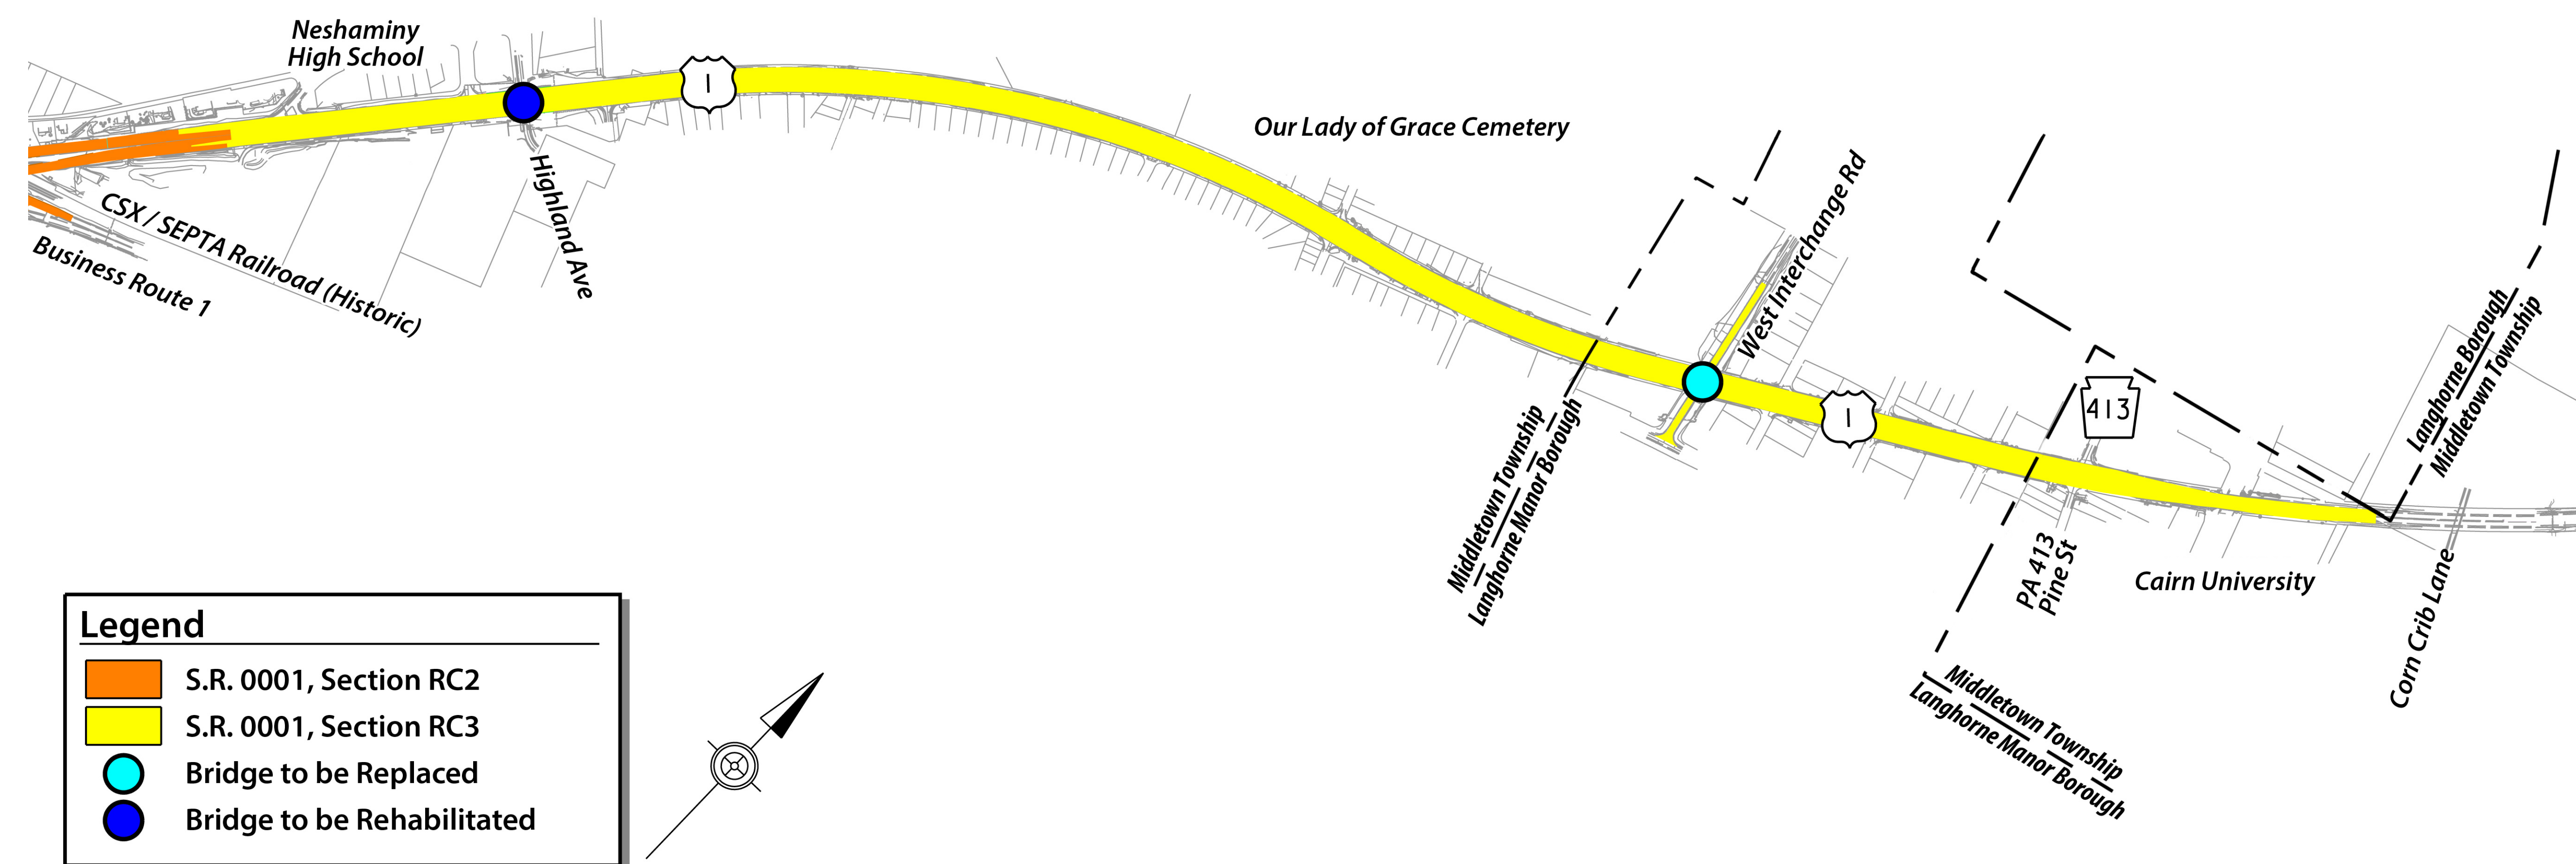 Neshaminy
High School
1
Highland Ave
CSX / SEPTA Railroad (Historic)
Business Route 1
Our Lady of Grace Cemetery
West Interchange Rd
Middletown Township
Langhorne Manor Borough
1
413
PA 413
Pine St
Middletown Township
Langhorne Manor Borough
Cairn University
Langhorne Borough
Middletown Township
Corn Crib Lane
Legend
S.R. 0001, Section RC2
S.R. 0001, Section RC3
Bridge to be Replaced
Bridge to be Rehabilitated